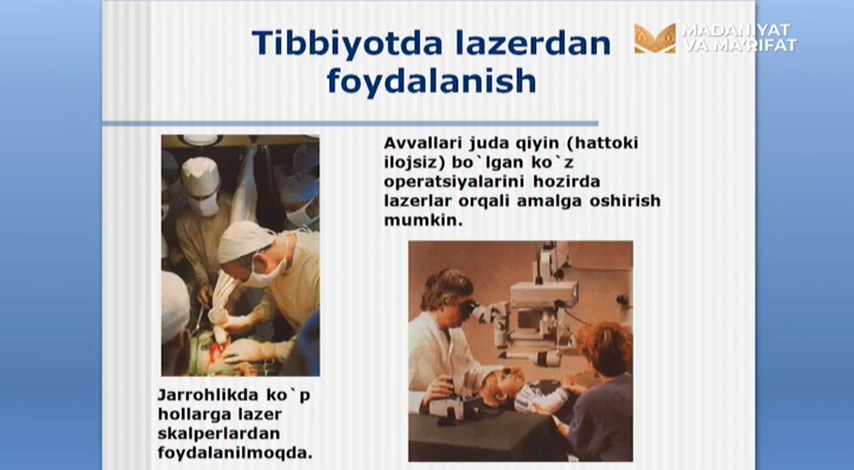 Tibbiyotda lazerdan
foydalanish
MADANIYAT
VA MA'RIFAT
Avvallari juda qiyin (hattoki
ilojsiz) bo`lgan ko`z
operatsiyalarini hozirda
lazerlar orqali amalga oshirish
mumkin.
Jarrohlikda ko`p
hollarga lazer
skalperlardan
foydalanilmoqda.